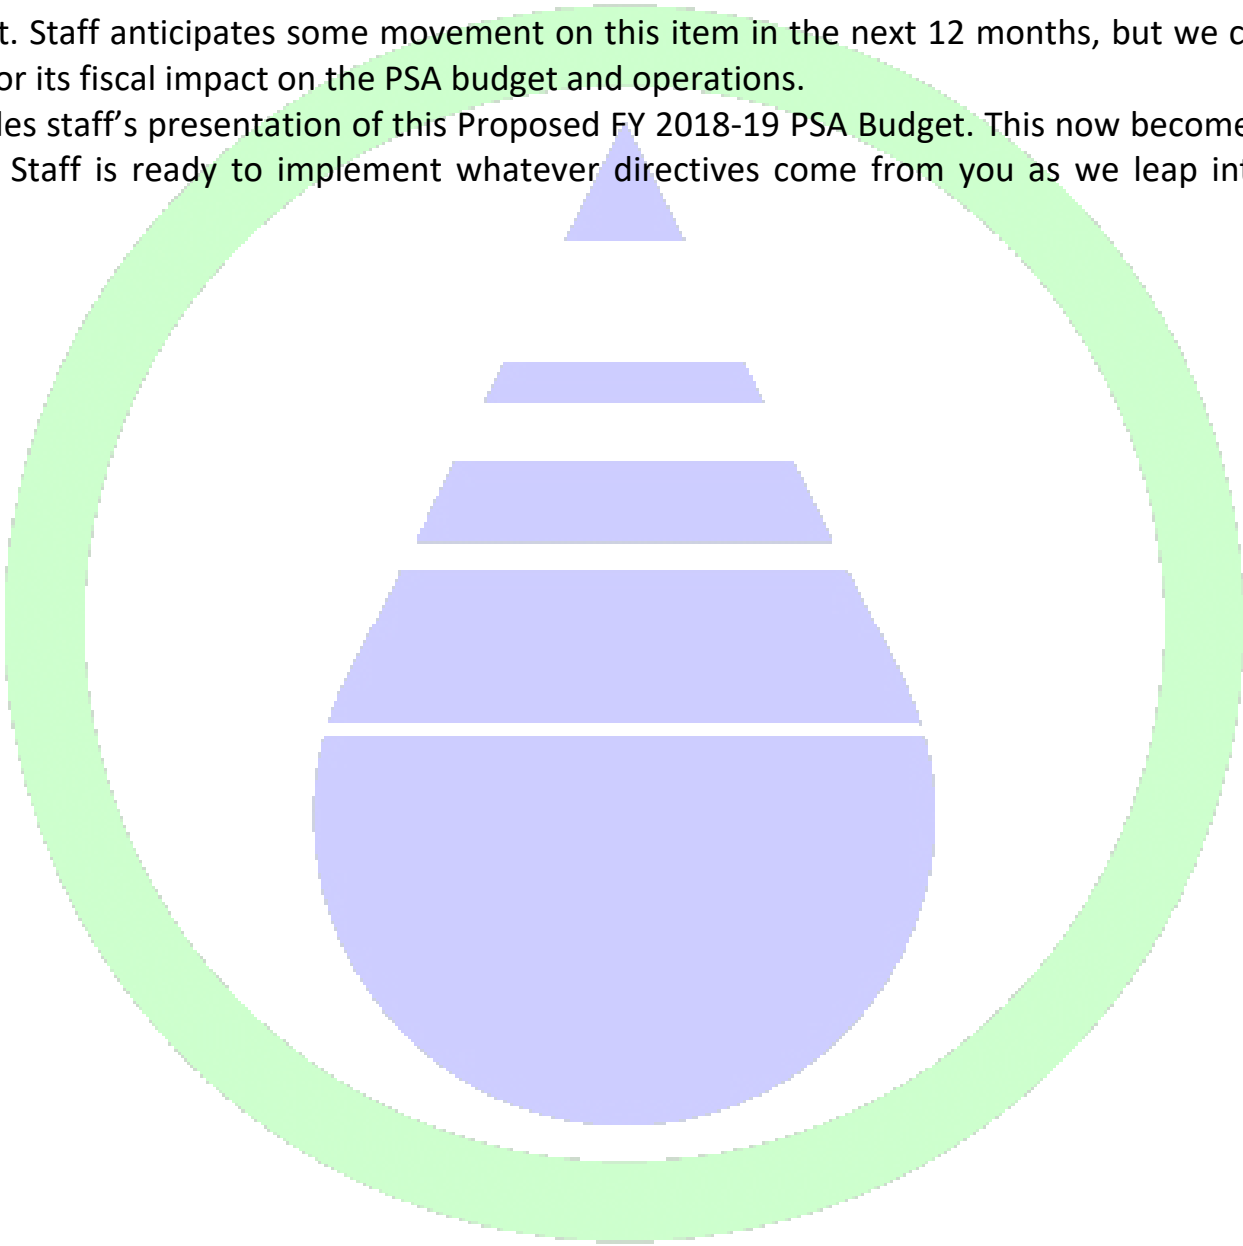 t. Staff anticipates some movement on this item in the next 12 months, but we c
or its fiscal impact on the PSA budget and operations.
les staff’s presentation of this Proposed FY 2018-19 PSA Budget. This now become
Staff is ready to implement whatever directives come from you as we leap int